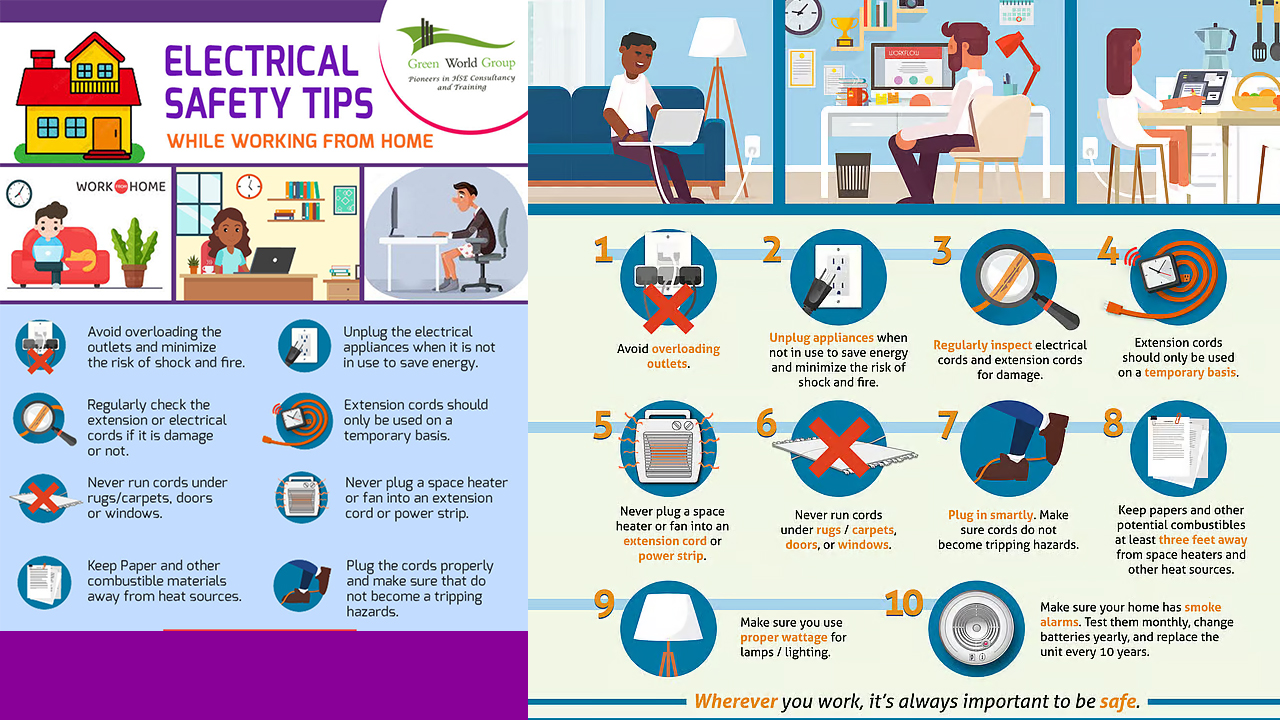 ELECTRICAL
SAFETY TIPS
WHILE WORKING FROM HOME
Green World Group
Pioneers in HSE Consultancy
and Training
WORK FROM HOME
Avoid overloading the
outlets and minimize
the risk of shock and fire.
Unplug the electrical
appliances when it is not
in use to save energy.
Regularly check the
extension or electrical
cords if it is damage
or not.
Extension cords should
only be used on a
temporary basis.
Never run cords under
rugs/carpets, doors
or windows.
Never plug a space heater
or fan into an extension
cord or power strip.
Keep Paper and other
combustible materials
away from heat sources.
Plug the cords properly
and make sure that do
not become a tripping
hazards.
WORKFLOW
1
Avoid overloading
outlets.
2
Unplug appliances when
not in use to save energy
and minimize the risk of
shock and fire.
3
Regularly inspect electrical
cords and extension cords
for damage.
4
Extension cords
should only be used
on a temporary basis.
5
Never plug a space
heater or fan into an
extension cord or
power strip.
6
Never run cords
under rugs / carpets,
doors, or windows.
7
Plug in smartly. Make
sure cords do not
become tripping hazards.
8
Keep papers and other
potential combustibles
at least three feet away
from space heaters and
other heat sources.
9
Make sure you use
proper wattage for
lamps / lighting.
10
Make sure your home has smoke
alarms. Test them monthly, change
batteries yearly, and replace the
unit every 10 years.
Wherever you work, it's always important to be safe.